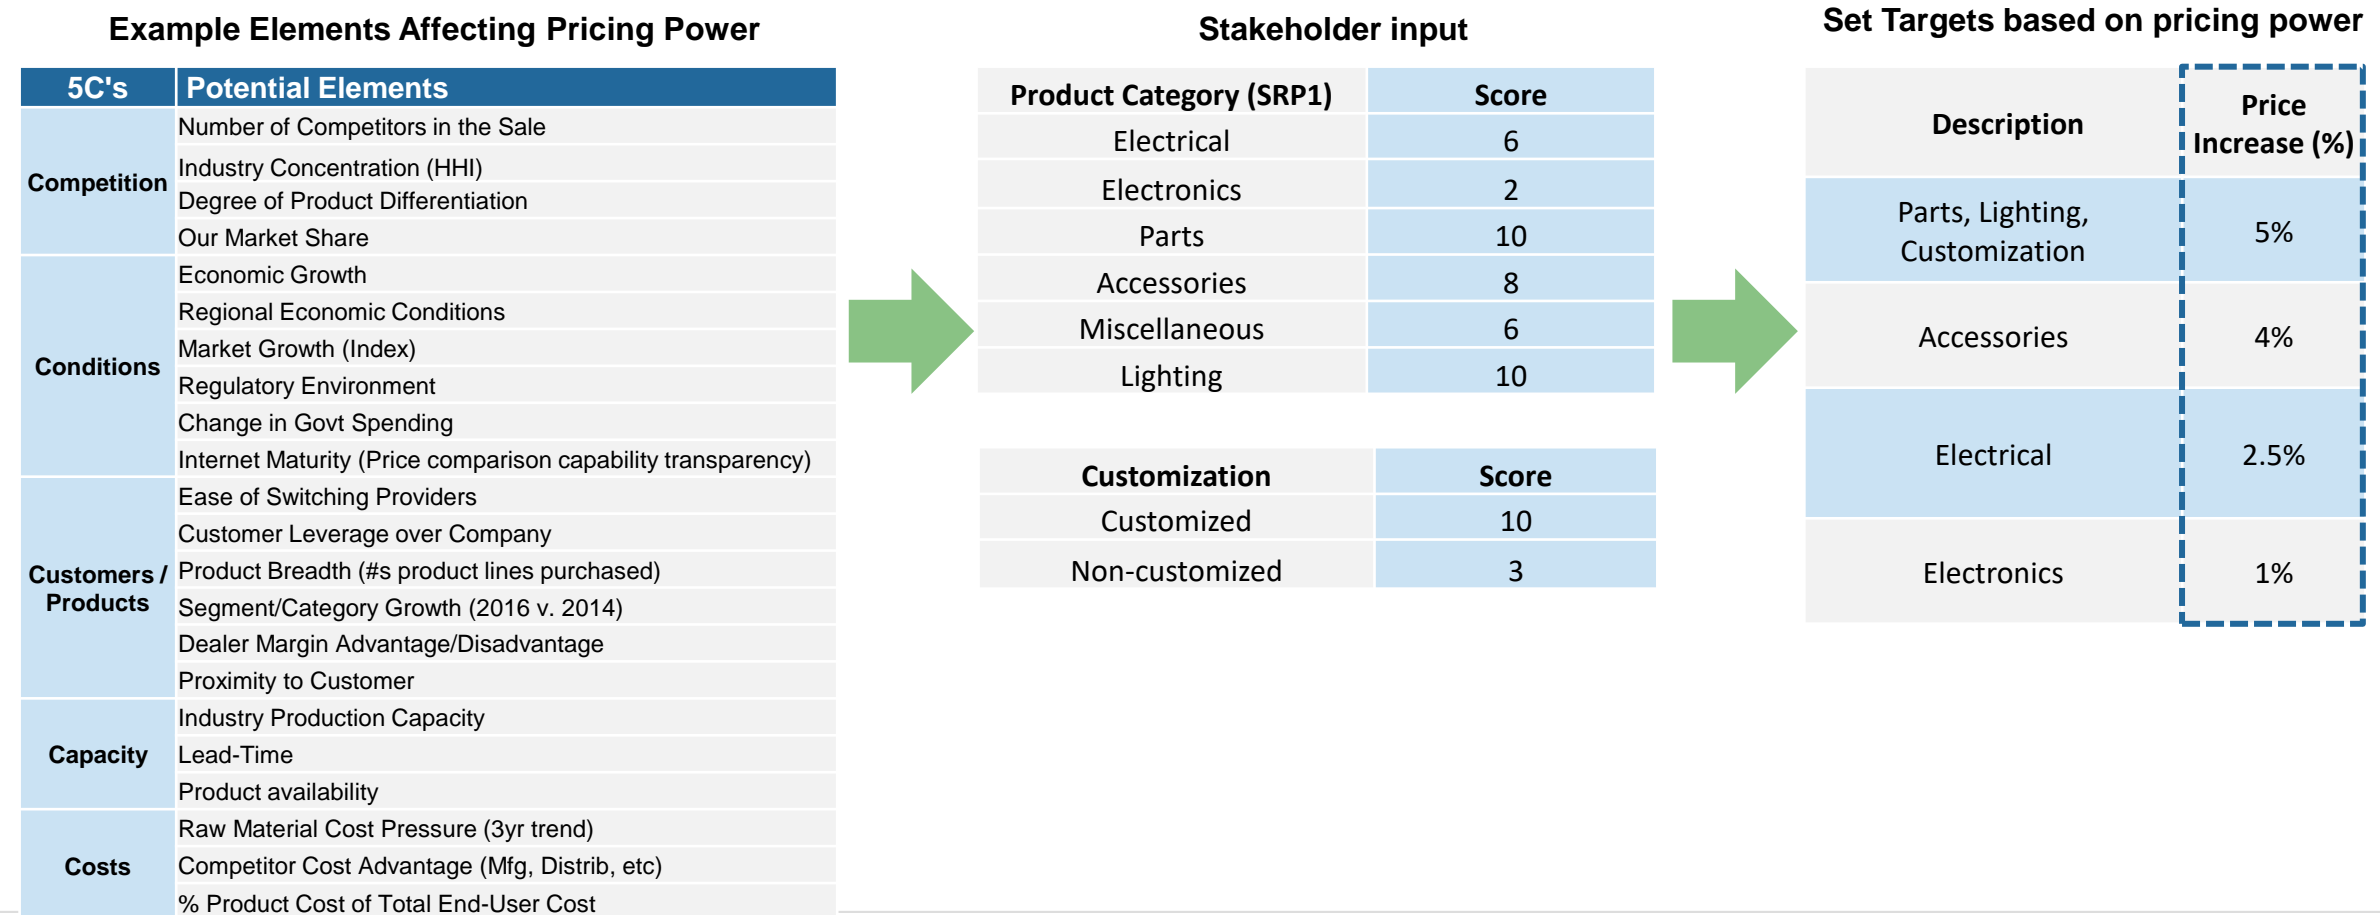 Example Elements Affecting Pricing Power
5C's Potential Elements
Competition
Number of Competitors in the Sale
Industry Concentration (HHI)
Degree of Product Differentiation
Our Market Share
Conditions
Economic Growth
Regional Economic Conditions
Market Growth (Index)
Regulatory Environment
Change in Govt Spending
Internet Maturity (Price comparison capability transparency)
Customers /
Products
Ease of Switching Providers
Customer Leverage over Company
Product Breadth (#s product lines purchased)
Segment/Category Growth (2016 v. 2014)
Dealer Margin Advantage/Disadvantage
Proximity to Customer
Capacity
Industry Production Capacity
Lead-Time
Product availability
Costs
Raw Material Cost Pressure (3yr trend)
Competitor Cost Advantage (Mfg, Distrib, etc)
% Product Cost of Total End-User Cost
Stakeholder input
Product Category (SRP1) Score
Electrical 6
Electronics 2
Parts 10
Accessories 8
Miscellaneous 6
Lighting 10
Customization Score
Customized 10
Non-customized 3
Set Targets based on pricing power
Description
Price
Increase (%)
Parts, Lighting,
Customization
5%
Accessories 4%
Electrical 2.5%
Electronics 1%